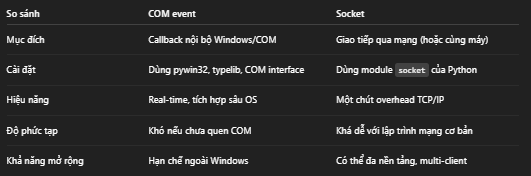 So sánh COM event Socket
Mục đích Callback nội bộ Windows/COM Giao tiếp qua mạng (hoặc cùng máy)
Cài đặt Dùng pywin32, typelib, COM interface Dùng module socket của Python
Hiệu năng Real-time, tích hợp sâu OS Một chút overhead TCP/IP
Độ phức tạp Khó nếu chưa quen COM Khá dễ với lập trình mạng cơ bản
Khả năng mở rộng Hạn chế ngoài Windows Có thể đa nền tảng, multi-client